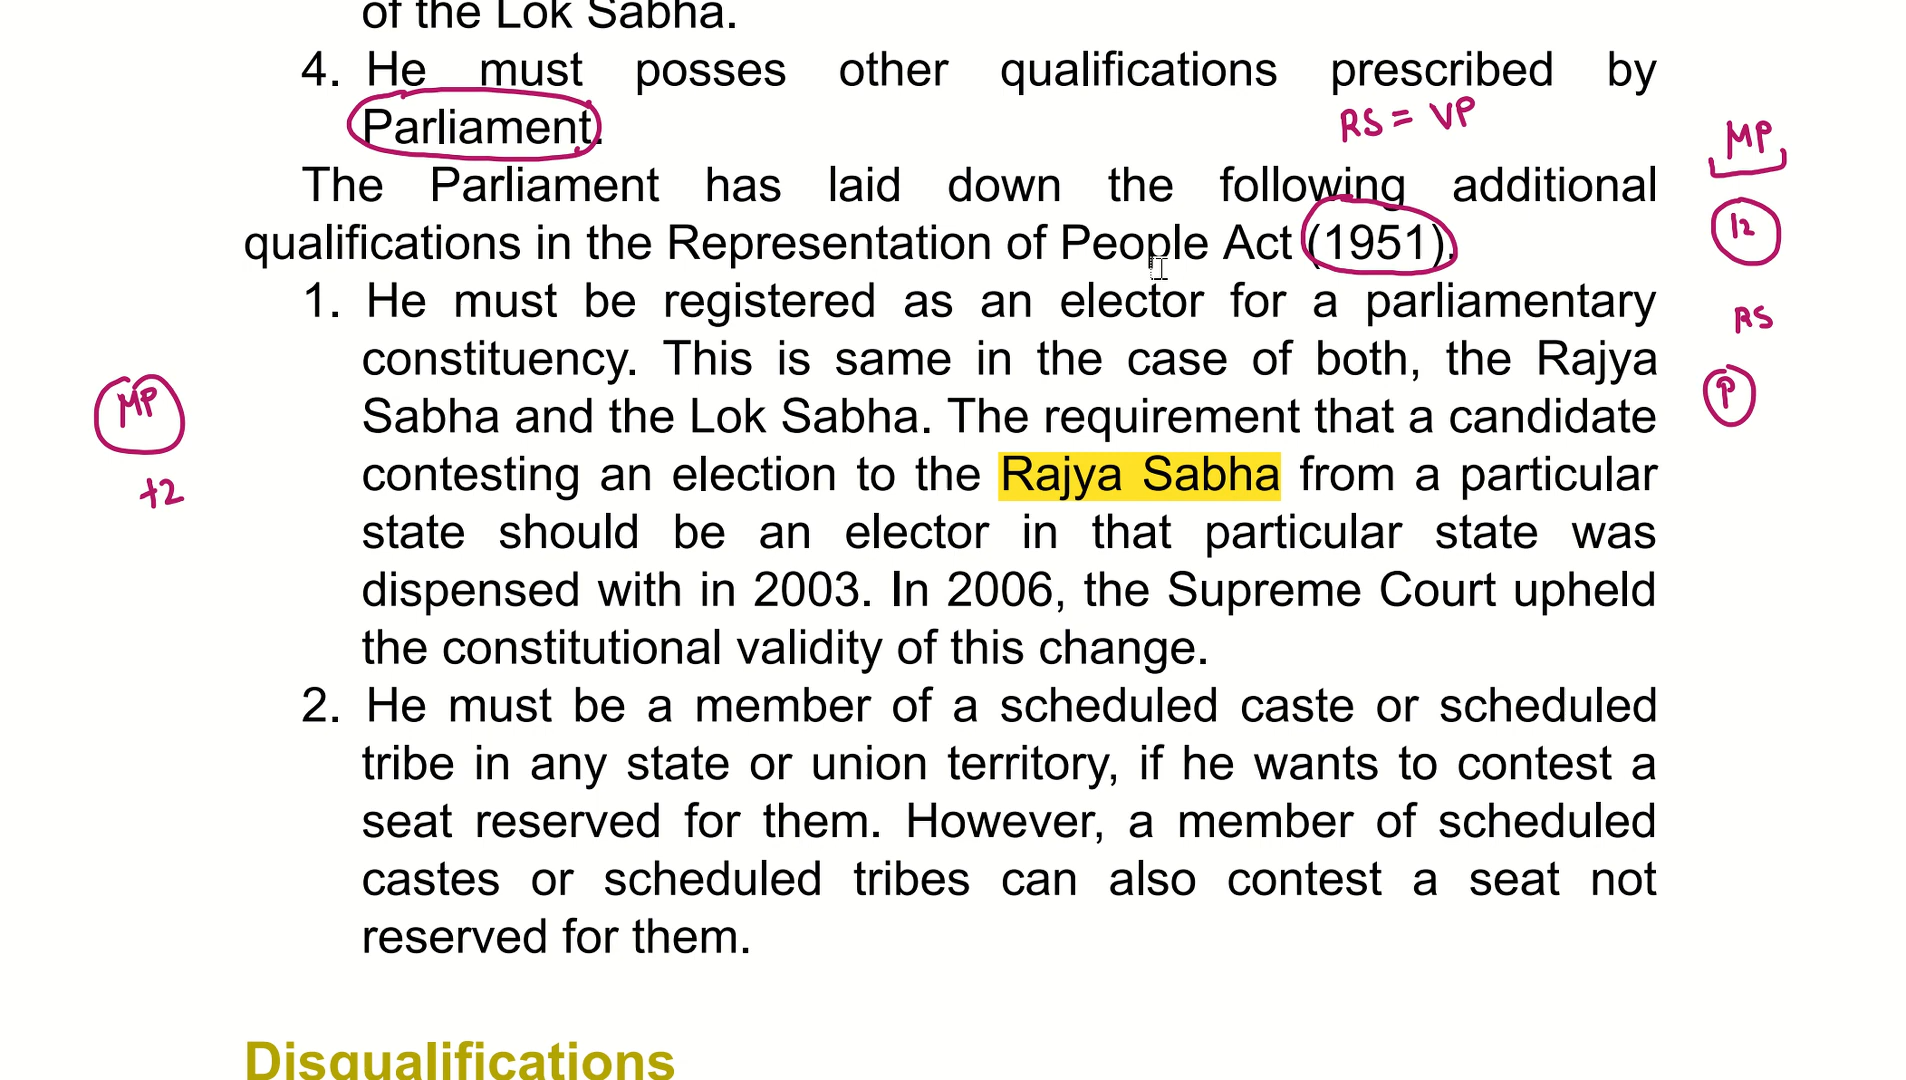 of the Lok Sabha.
4. He must posses other qualifications prescribed by
Parliament.
RS = VP
MP
The Parliament has laid down the following additional
qualifications in the Representation of People Act (1951).
12
1. He must be registered as an elector for a parliamentary
RS
constituency. This is same in the case of both, the Rajya
MP
Sabha and the Lok Sabha. The requirement that a candidate
P
contesting an election to the Rajya Sabha from a particular
+2
state should be an elector in that particular state was
dispensed with in 2003. In 2006, the Supreme Court upheld
the constitutional validity of this change.
2. He must be a member of a scheduled caste or scheduled
tribe in any state or union territory, if he wants to contest a
seat reserved for them. However, a member of scheduled
castes or scheduled tribes can also contest a seat not
reserved for them.
Disqualifications